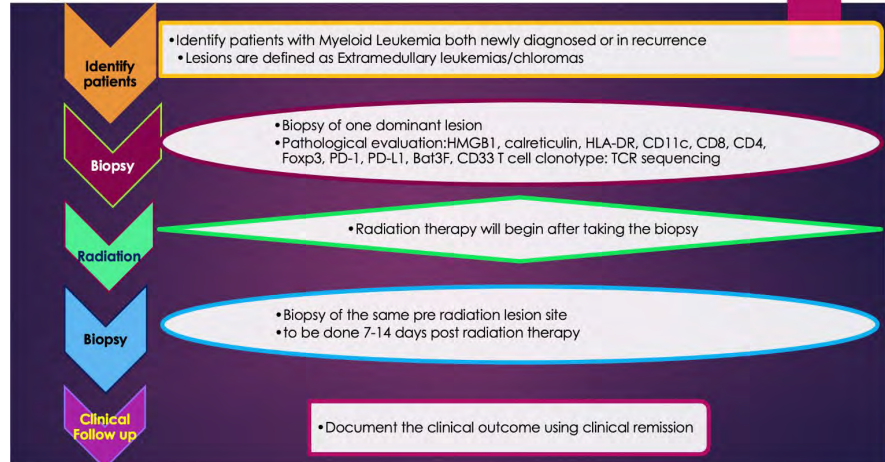 Identify
patients
•Identify patients with Myeloid Leukemia both newly diagnosed or in recurrence
•Lesions are defined as Extramedullary leukemias/chloromas
Biopsy
•Biopsy of one dominant lesion
•Pathological evaluation:HMGB1, calreticulin, HLA-DR, CD11c, CD8, CD4,
Foxp3, PD-1, PD-L1, Bat3F, CD33 T cell clonotype: TCR sequencing
Radiation
•Radiation therapy will begin after taking the biopsy
Biopsy
•Biopsy of the same pre radiation lesion site
•to be done 7-14 days post radiation therapy
Clinical
Follow up
•Document the clinical outcome using clinical remission